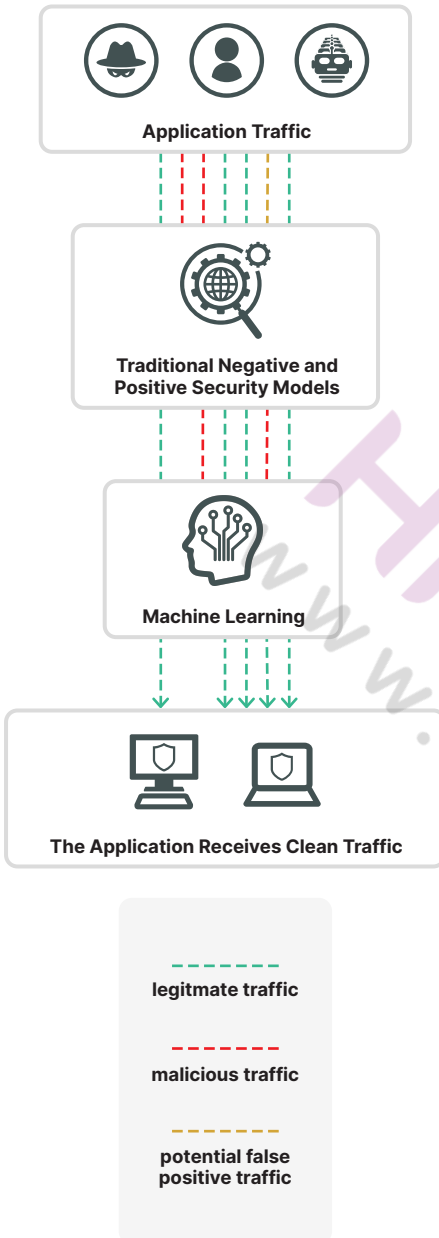 Application Traffic
Traditional Negative and
Positive Security Models
Machine Learning
The Application Receives Clean Traffic
legitmate traffic
malicious traffic
potential false
positive traffic
www.